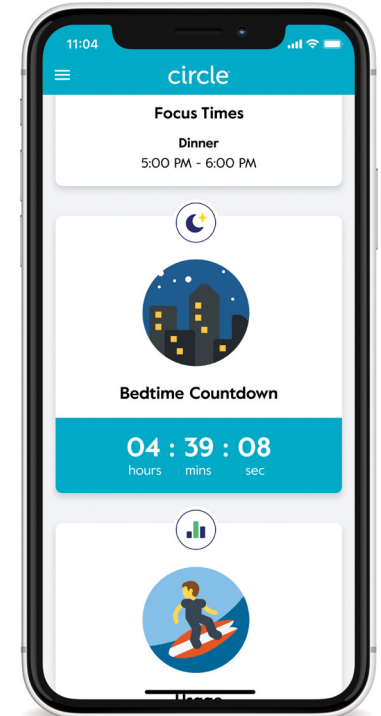 11:04
circle
Focus Times
Dinner
5:00 PM - 6:00 PM
Bedtime Countdown
04 : 39 : 08
hours mins sec
Usage